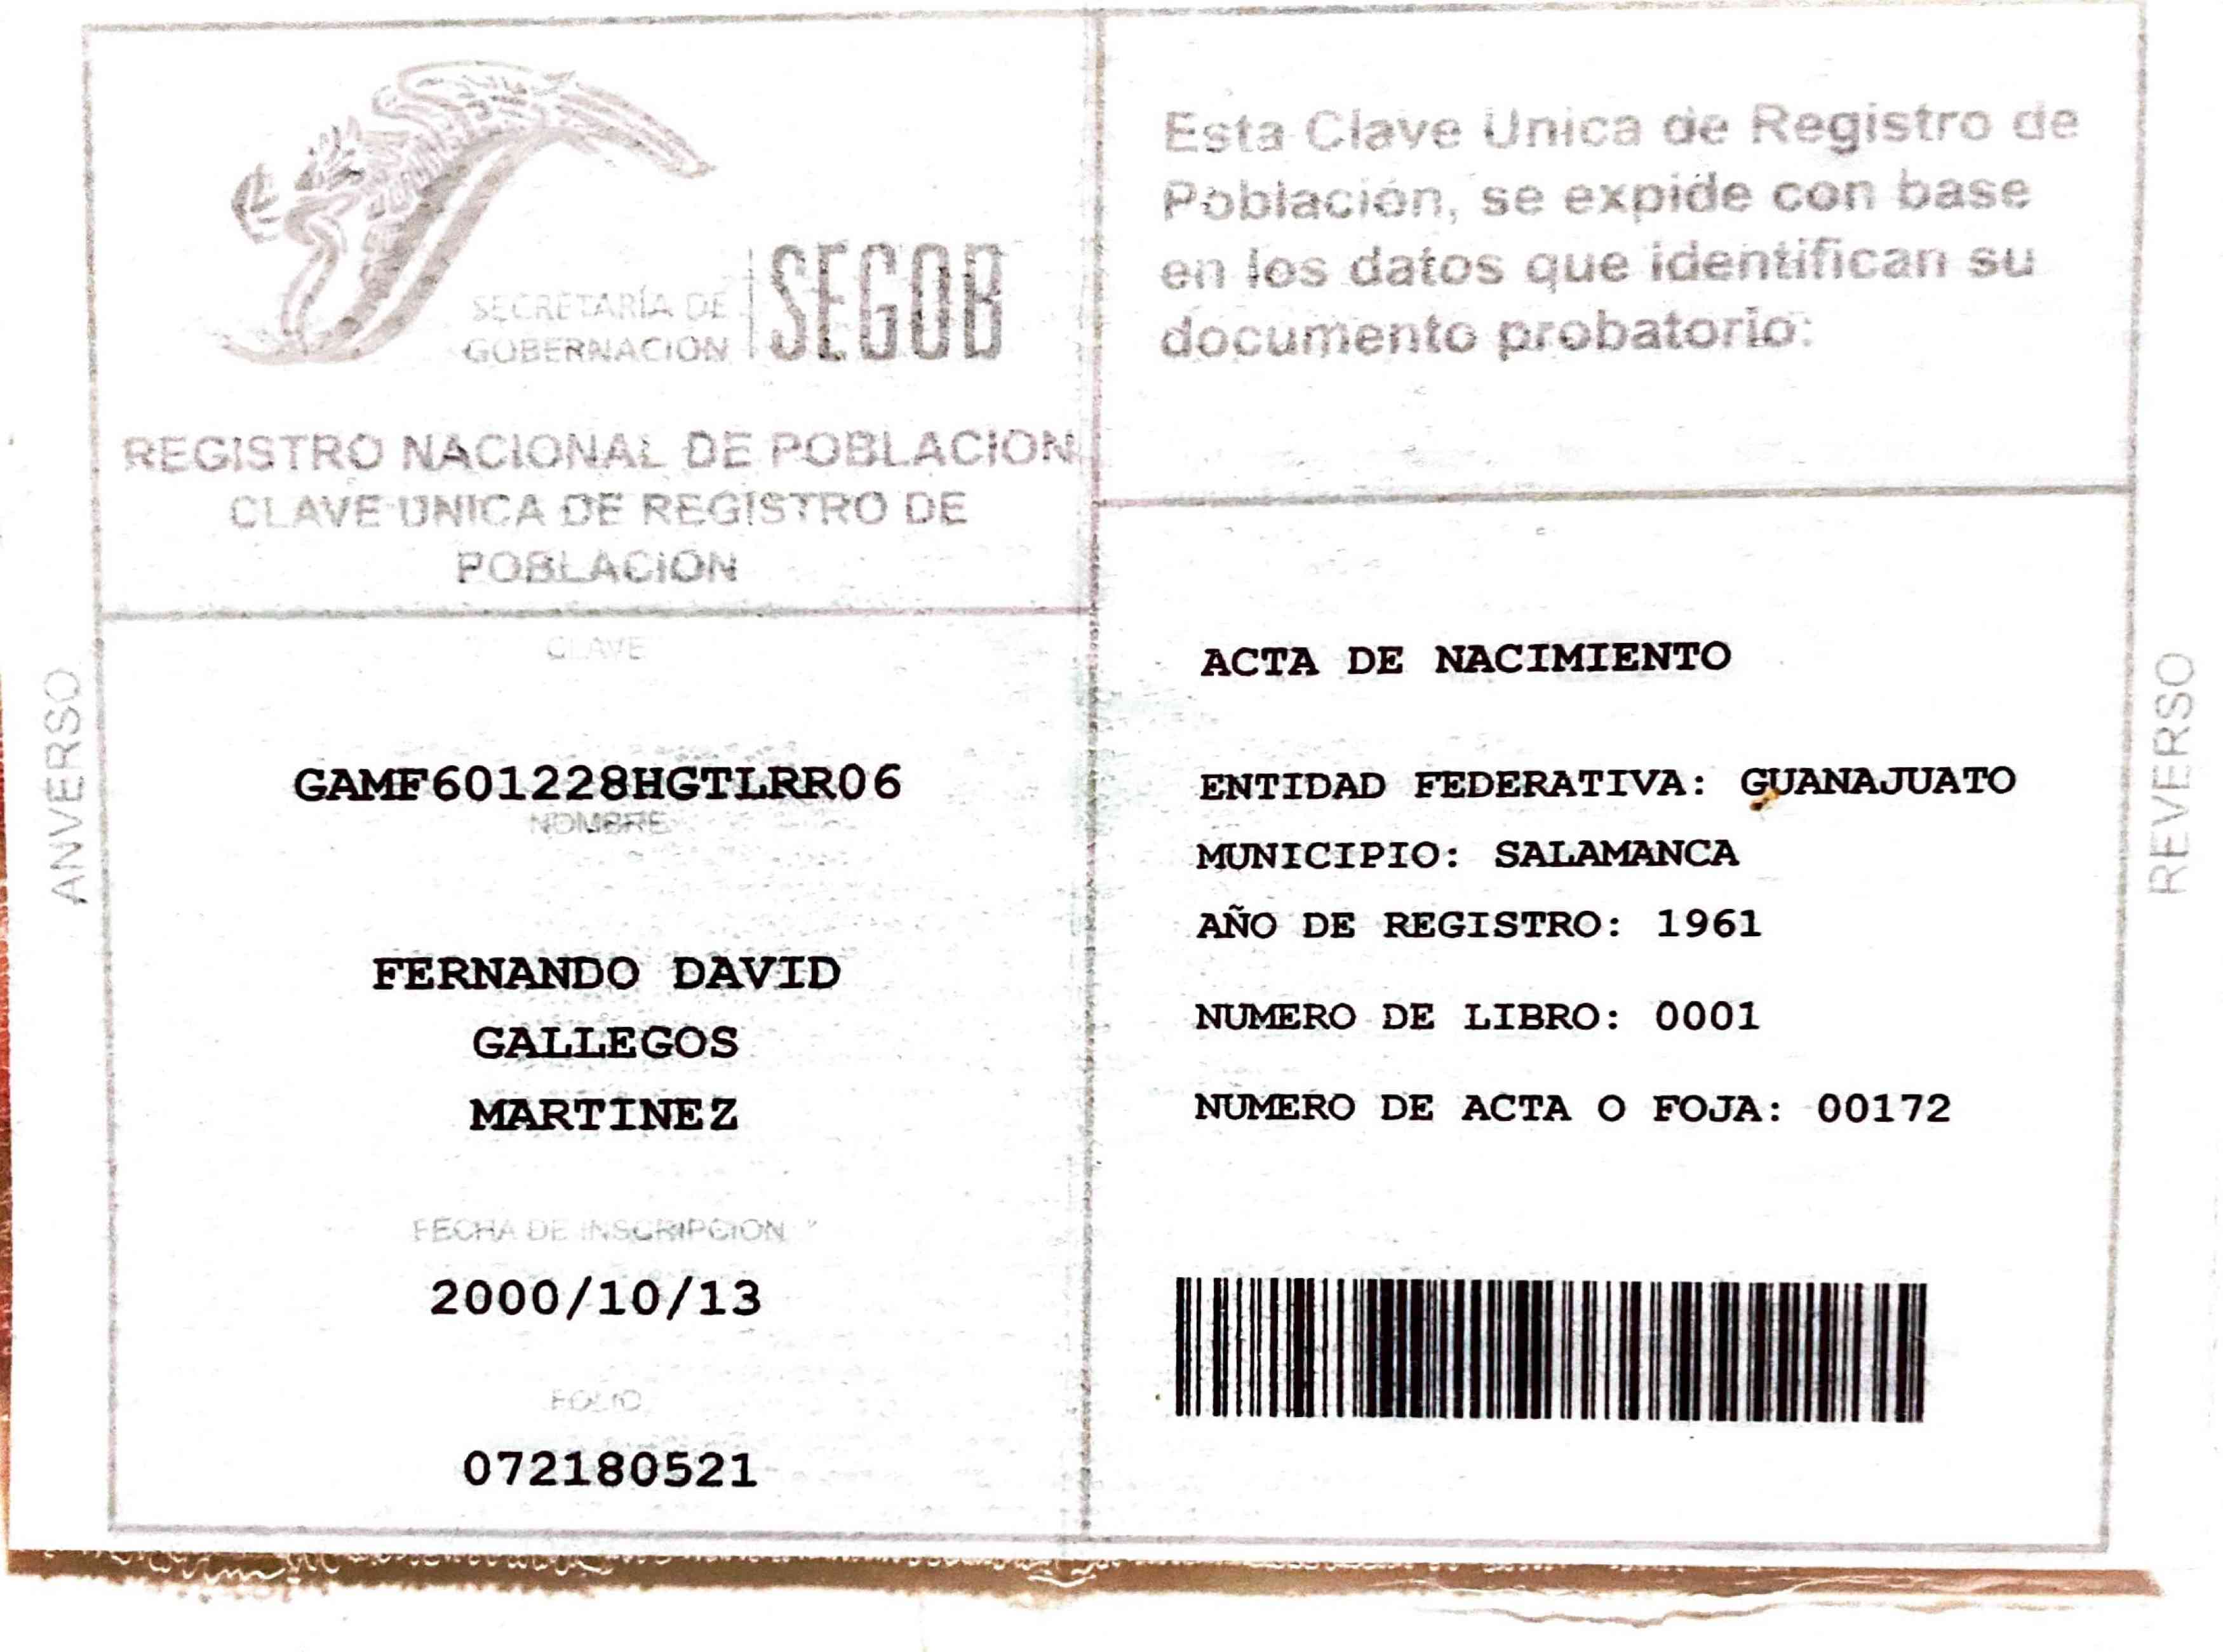 SECRETARÍA DE
GOBERNACIÓN
SEGOB
REGISTRO NACIONAL DE POBLACION
CLAVE UNICA DE REGISTRO DE
POBLACION
CLAVE
GAMF601228HGTLRR06
NOMBRE
FERNANDO DAVID
GALLEGOS
MARTINEZ
FECHA DE INSCRIPCION
2000/10/13
FOLIO
072180521
ANVERSO
Esta Clave Unica de Registro de
Población, se expide con base
en los datos que identifican su
documento probatorio:
ACTA DE NACIMIENTO
ENTIDAD FEDERATIVA: GUANAJUATO
MUNICIPIO: SALAMANCA
AÑO DE REGISTRO: 1961
NUMERO DE LIBRO: 0001
NUMERO DE ACTA O FOJA: 00172
REVERSO